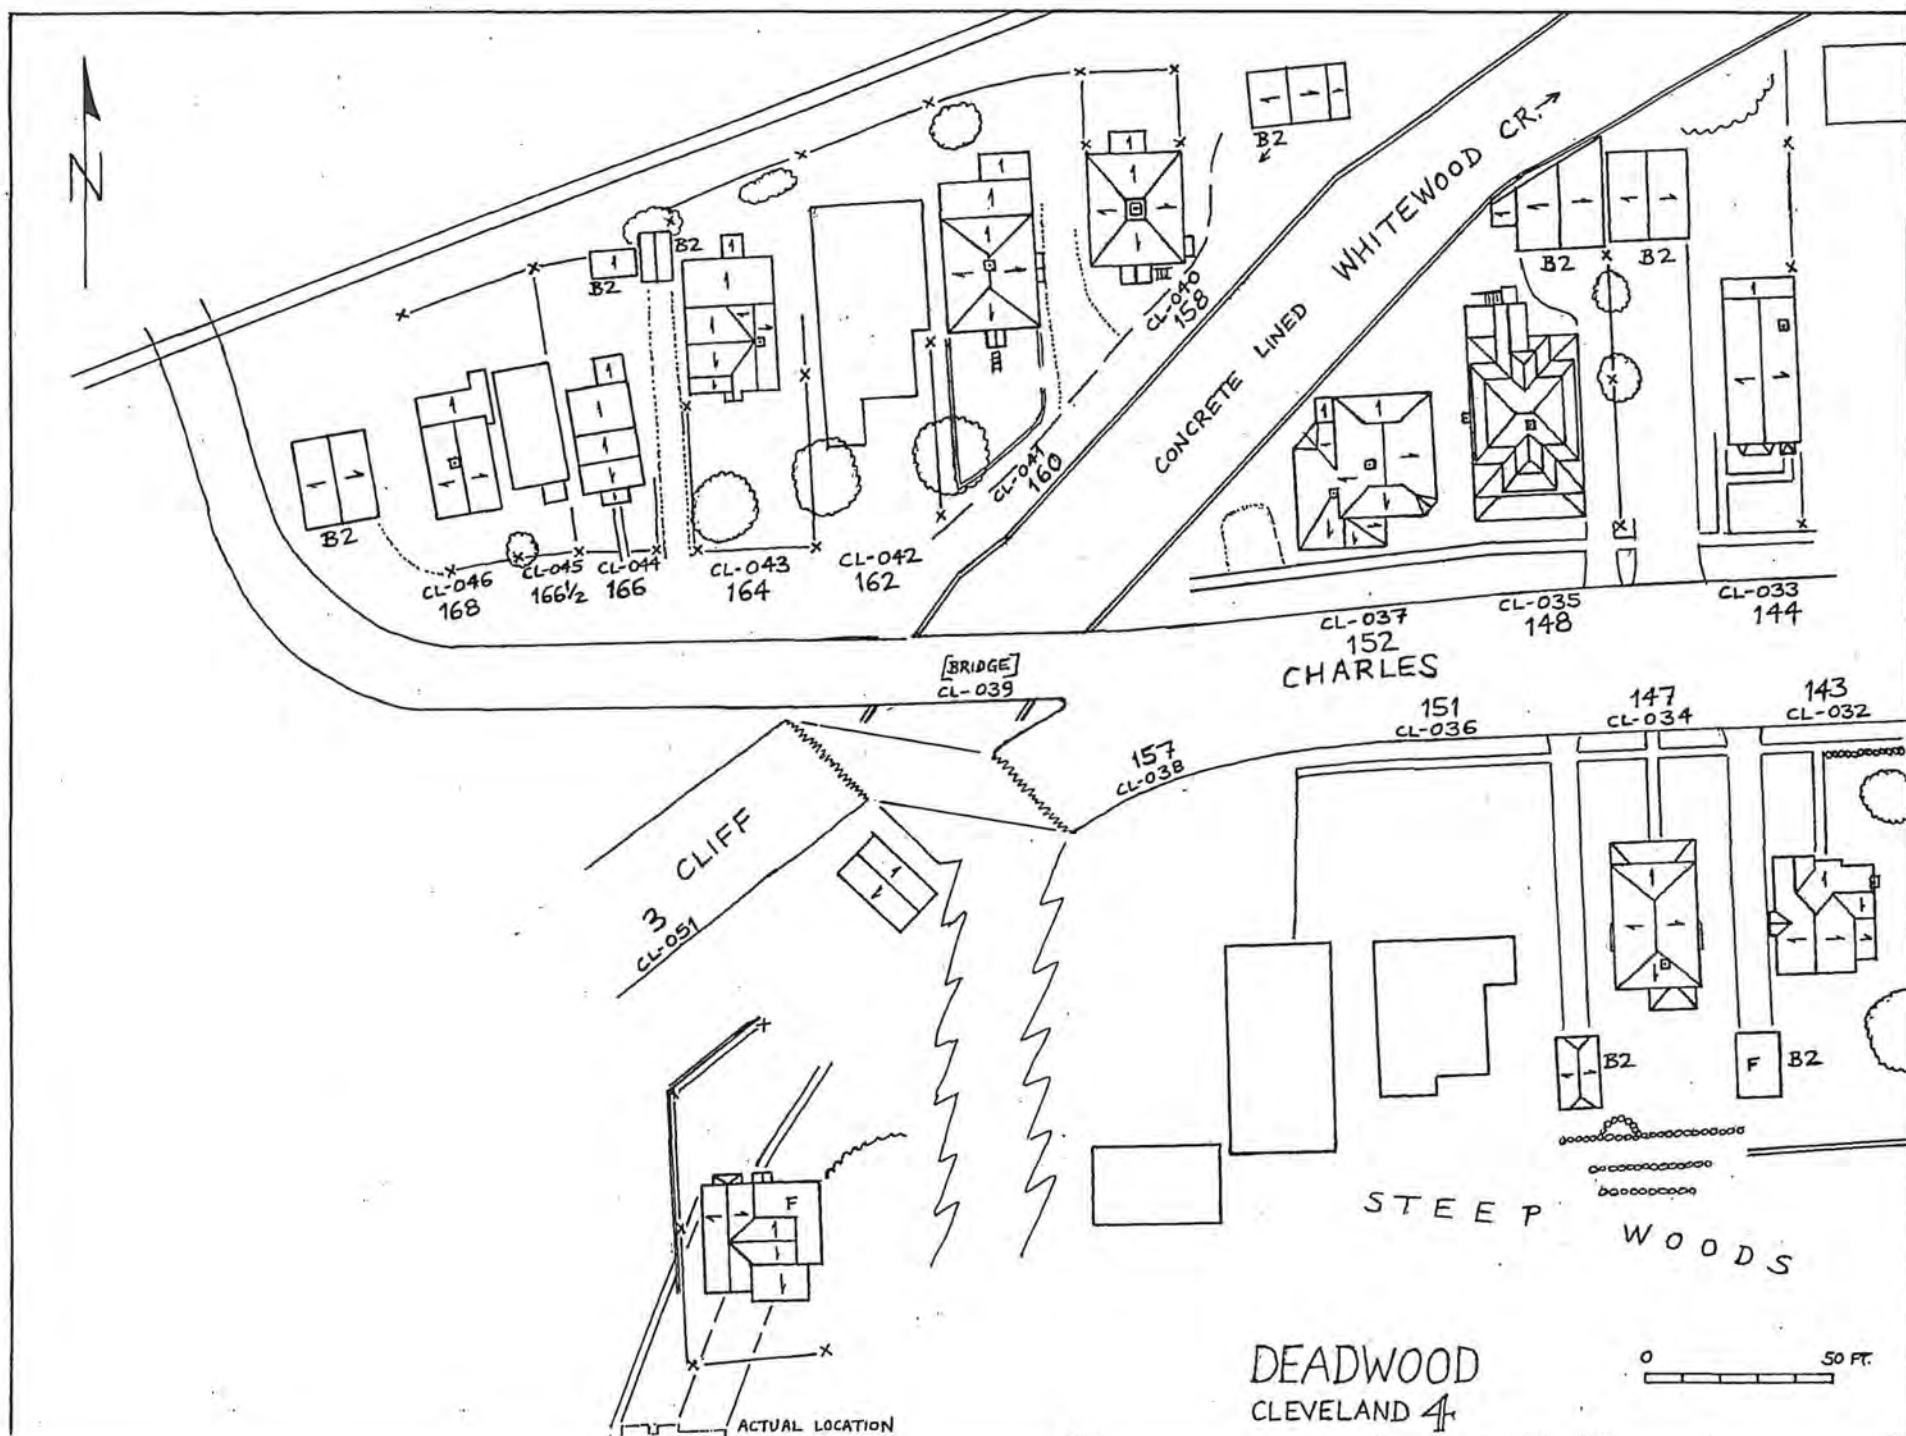 N
B2
WHITEWOOD CR.
CONCRETE LINED
B2
B2
B2
B2
B2
CL-040
158
CL-041
160
CL-042
162
CL-043
164
CL-044
166
CL-045
166½
CL-046
168
CL-037
152
CL-035
148
CL-033
144
[BRIDGE]
CL-039
CHARLES
157
CL-038
151
CL-036
147
CL-034
143
CL-032
CLIFF
3
CL-051
B2
F
B2
F
STEEP
WOODS
ACTUAL LOCATION
DEADWOOD
CLEVELAND 4
0
50 FT.